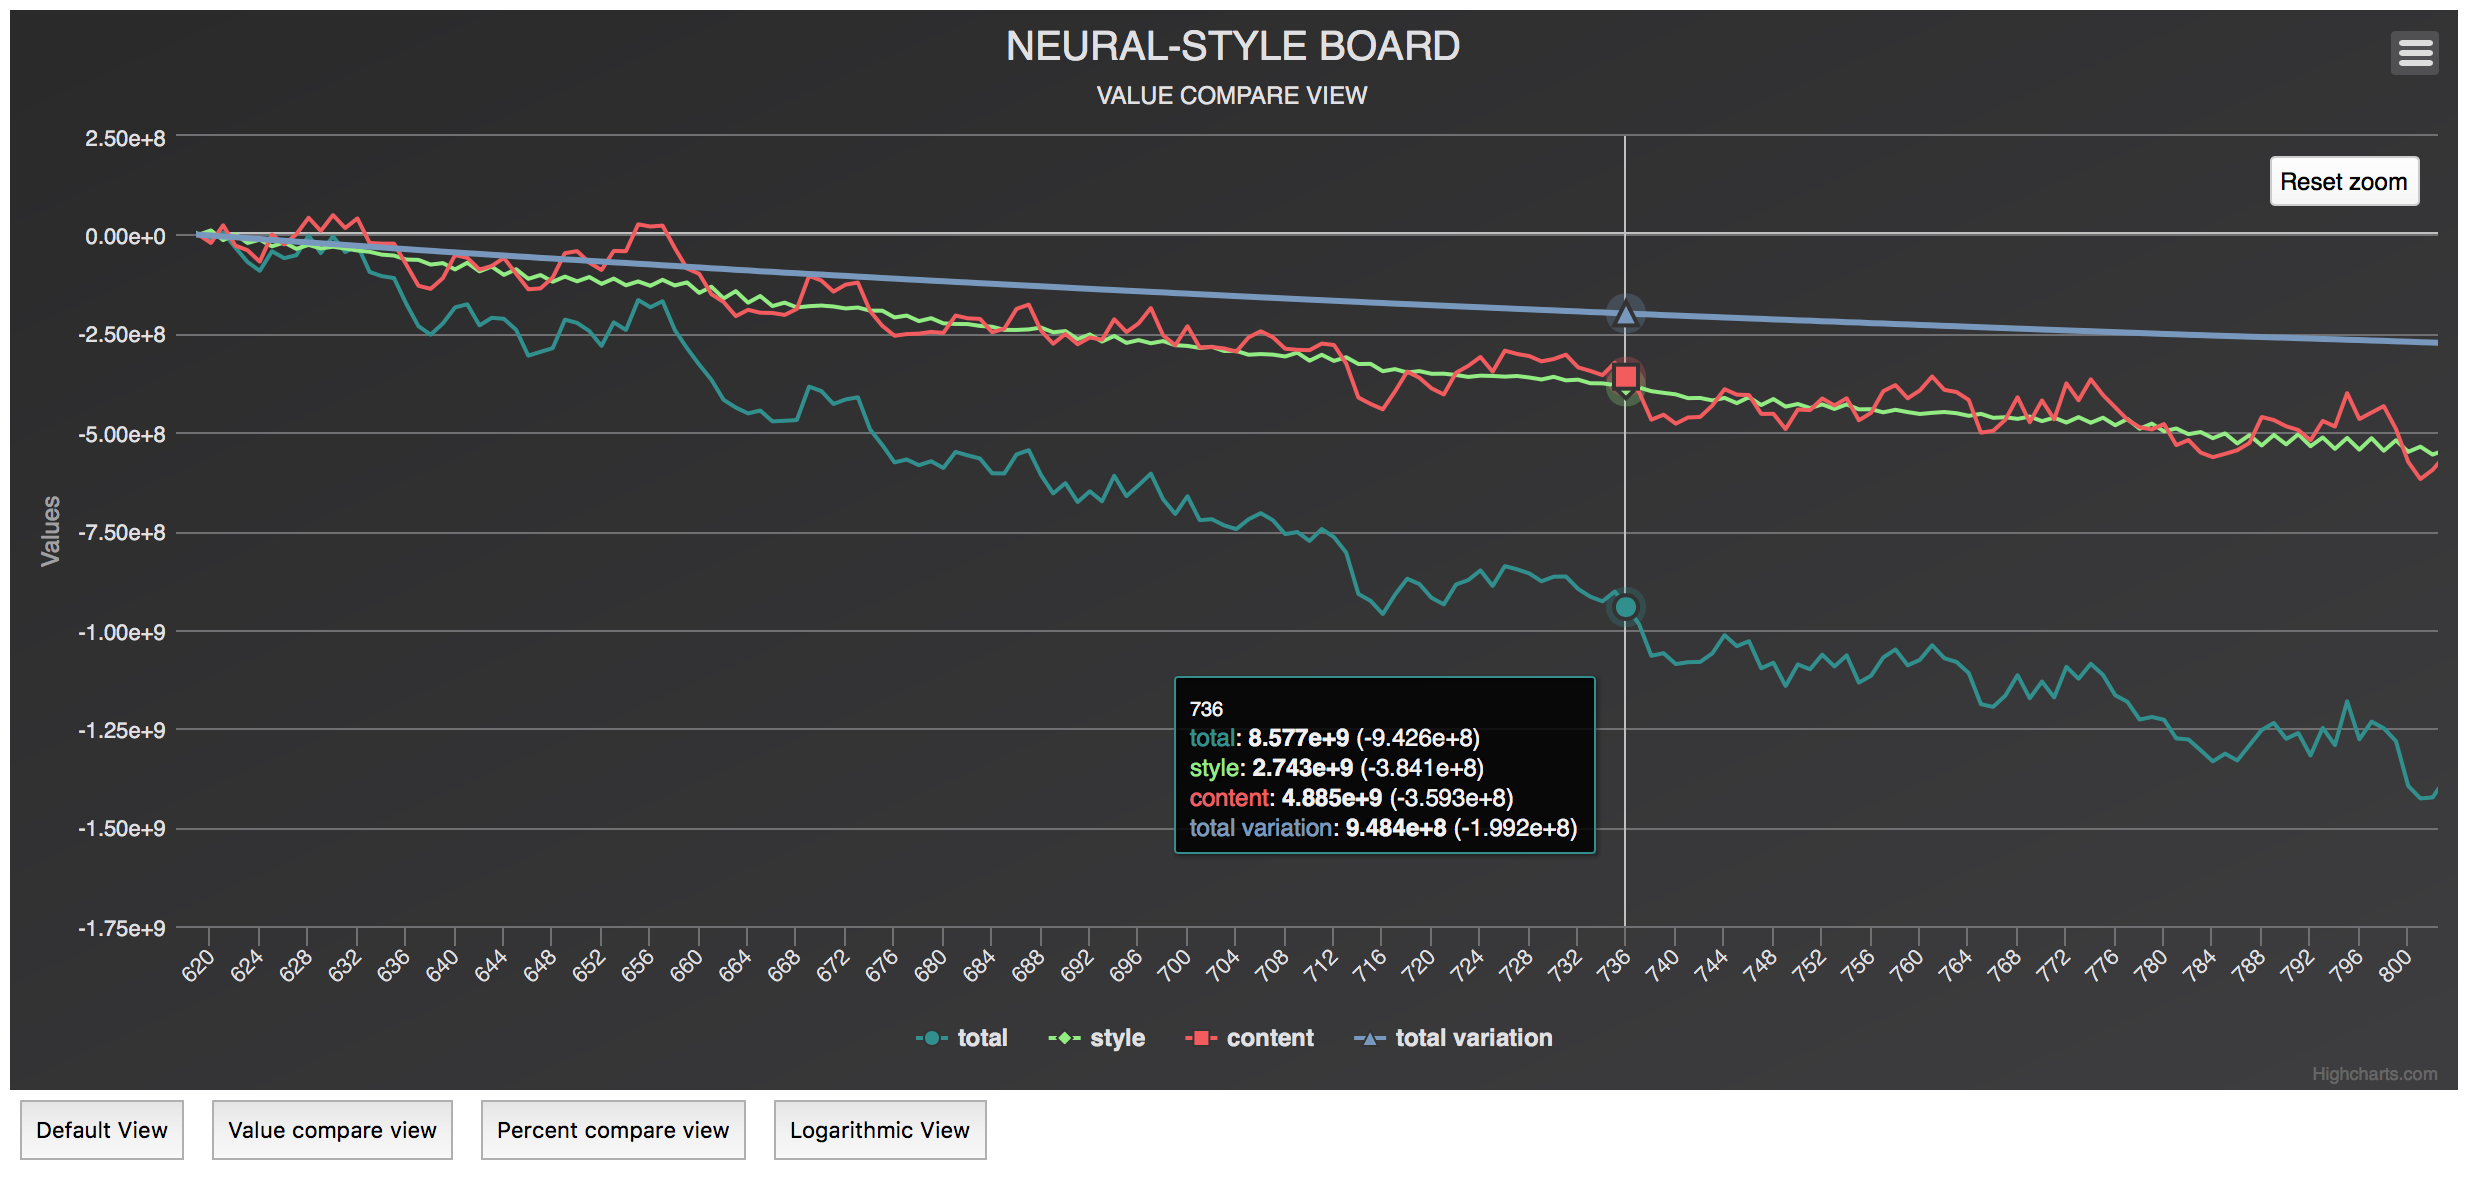 NEURAL-STYLE BOARD
VALUE COMPARE VIEW
Reset zoom
2.50e+8
0.00e+0
-2.50e+8
-5.00e+8
-7.50e+8
-1.00e+9
-1.25e+9
-1.50e+9
-1.75e+9
Values
736
total: 8.577e+9 (-9.426e+8)
style: 2.743e+9 (-3.841e+8)
content: 4.885e+9 (-3.593e+8)
total variation: 9.484e+8 (-1.992e+8)
620 624 628 632 636 640 644 648 652 656 660 664 668 672 676 680 684 688 692 696 700 704 708 712 716 720 724 728 732 736 740 744 748 752 756 760 764 768 772 776 780 784 788 792 796 800
total style content total variation
Highcharts.com
Default View Value compare view Percent compare view Logarithmic View